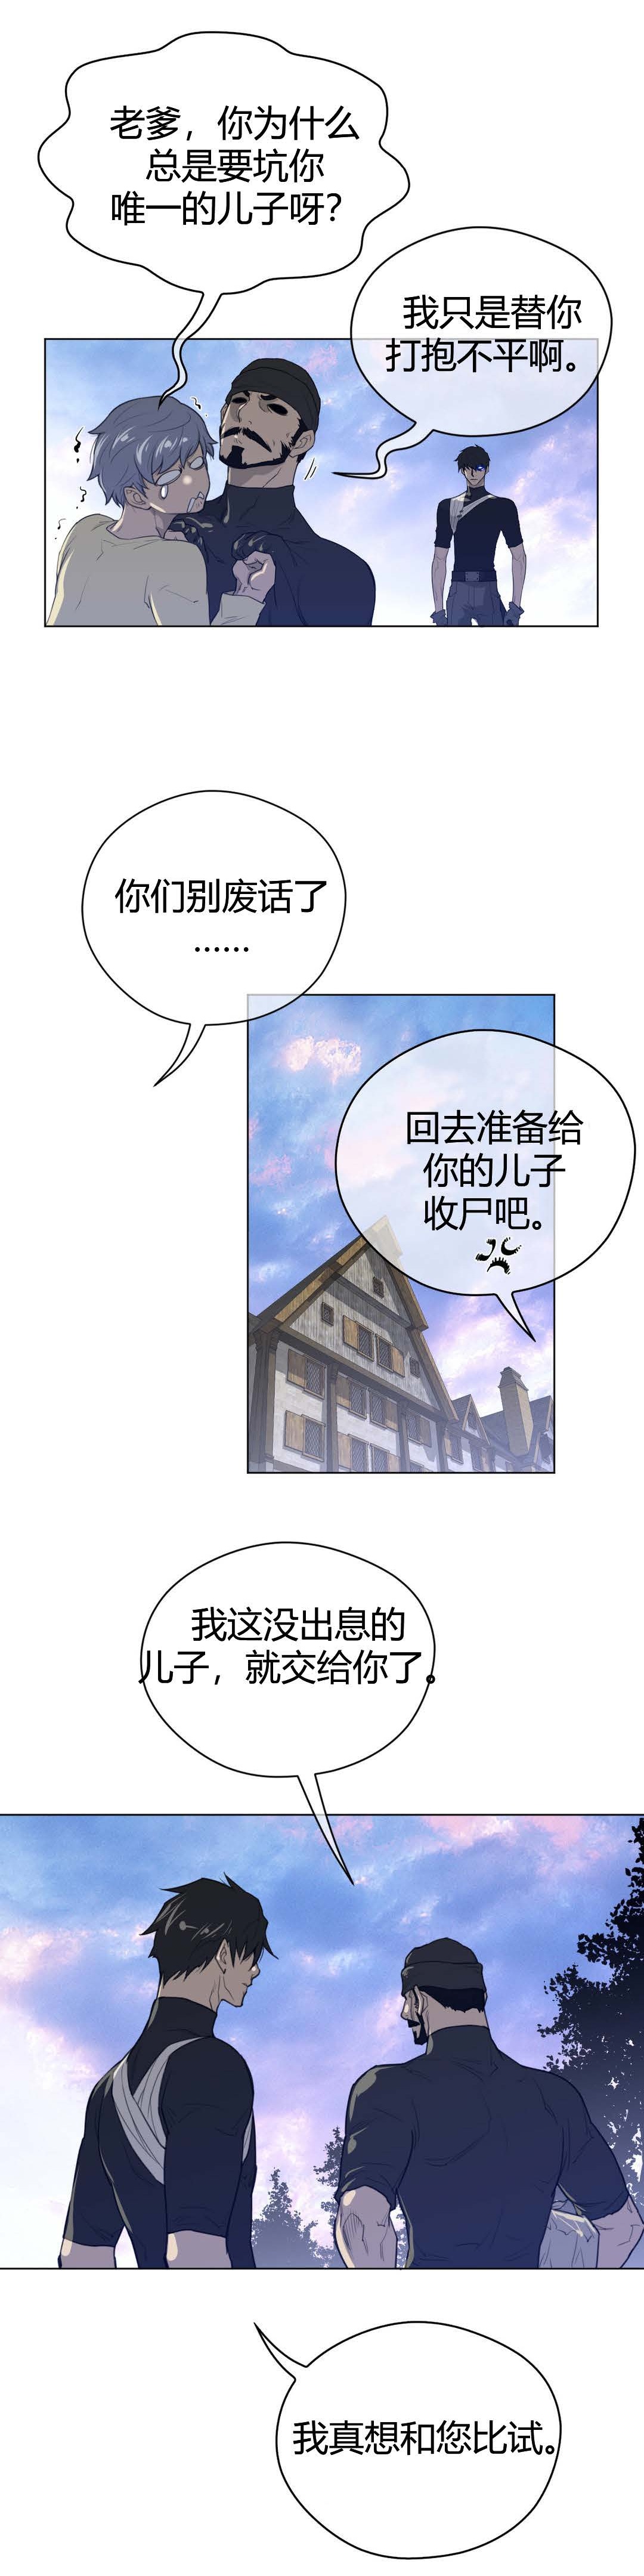 老爹，你为什么
总是要坑你
唯一的儿子呀？
我只是替你
打抱不平啊。
你们别废话了
……
回去准备给
你的儿子
收尸吧。
我这没出息的
儿子，就交给你了。
我真想和您比试。